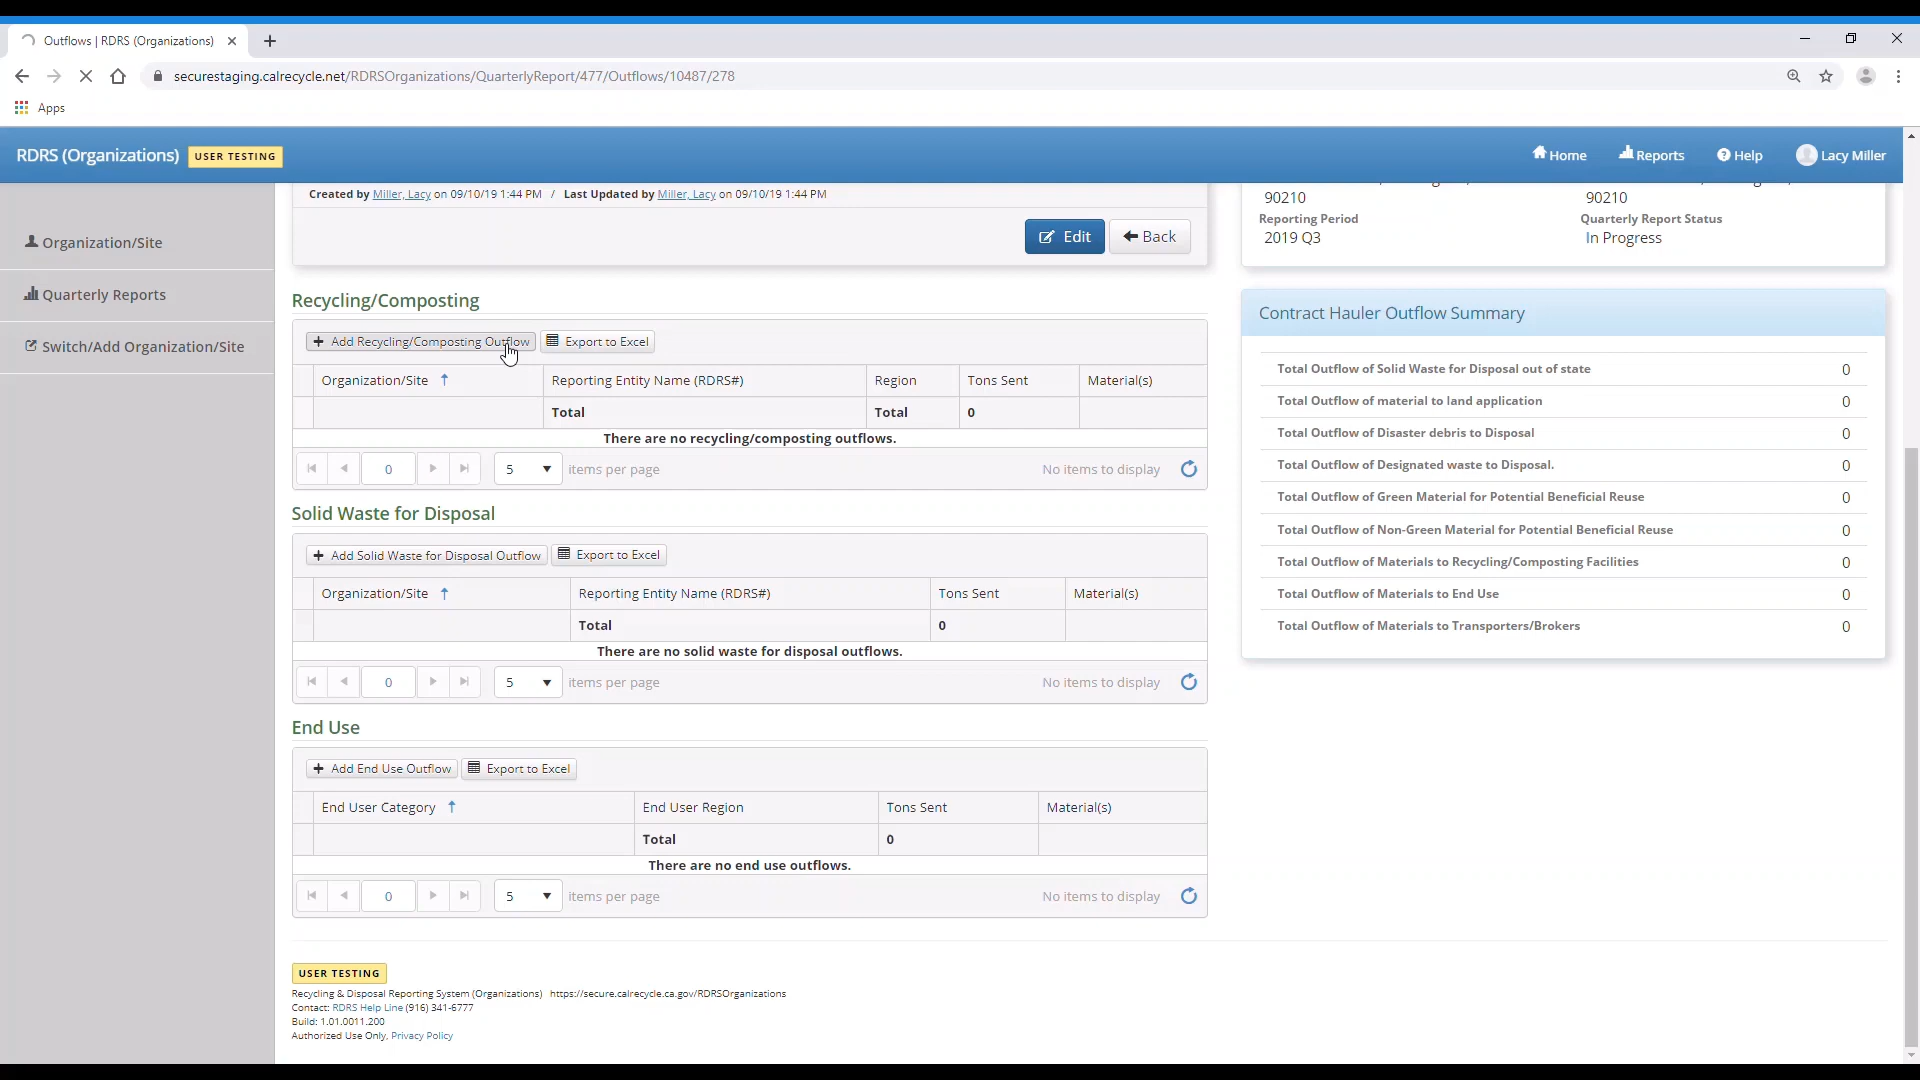 Outflows | RDRS (Organizations)
securestaging.calrecycle.net/RDRSOrganizations/QuarterlyReport/477/Outflows/10487/278
Apps
RDRS (Organizations) USER TESTING
Home Reports Help Lacy Miller
Organization/Site
Quarterly Reports
Switch/Add Organization/Site
Created by Miller, Lacy on 09/10/19 1:44 PM / Last Updated by Miller, Lacy on 09/10/19 1:44 PM
Edit Back
90210 90210
Reporting Period Quarterly Report Status
2019 Q3 In Progress
Recycling/Composting
+ Add Recycling/Composting Outflow Export to Excel
Organization/Site Reporting Entity Name (RDRS#) Region Tons Sent Material(s)
Total Total 0
There are no recycling/composting outflows.
0 5 items per page No items to display
Solid Waste for Disposal
+ Add Solid Waste for Disposal Outflow Export to Excel
Organization/Site Reporting Entity Name (RDRS#) Tons Sent Material(s)
Total 0
There are no solid waste for disposal outflows.
0 5 items per page No items to display
End Use
+ Add End Use Outflow Export to Excel
End User Category End User Region Tons Sent Material(s)
Total 0
There are no end use outflows.
0 5 items per page No items to display
Contract Hauler Outflow Summary
Total Outflow of Solid Waste for Disposal out of state 0
Total Outflow of material to land application 0
Total Outflow of Disaster debris to Disposal 0
Total Outflow of Designated waste to Disposal. 0
Total Outflow of Green Material for Potential Beneficial Reuse 0
Total Outflow of Non-Green Material for Potential Beneficial Reuse 0
Total Outflow of Materials to Recycling/Composting Facilities 0
Total Outflow of Materials to End Use 0
Total Outflow of Materials to Transporters/Brokers 0
USER TESTING
Recycling & Disposal Reporting System (Organizations) https://secure.calrecycle.ca.gov/RDRSOrganizations
Contact: RDRS Help Line (916) 341-6777
Build: 1.01.0011.200
Authorized Use Only, Privacy Policy